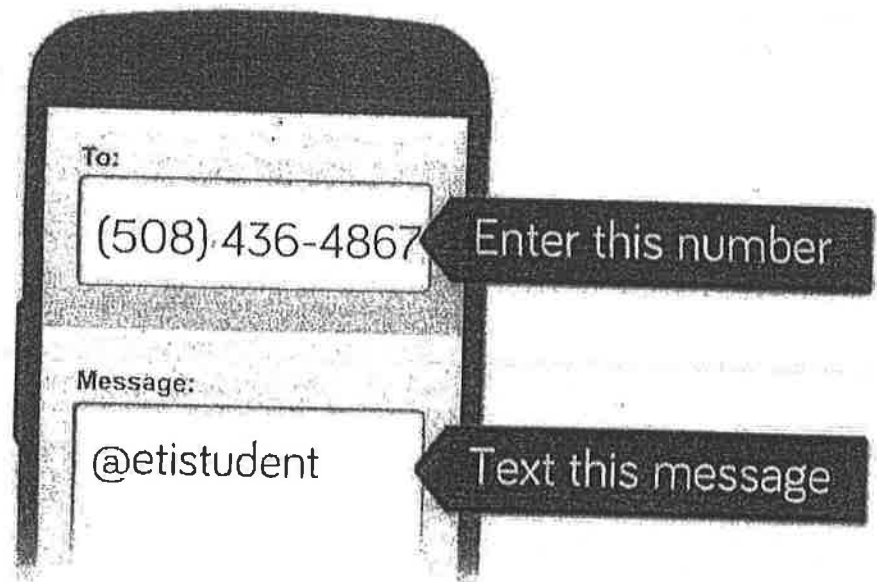 To:
(508) 436-4867
Enter this number
Message:
@etistudent
Text this message